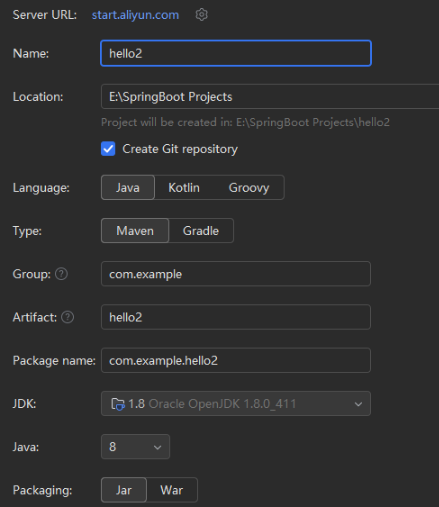 Server URL: start.aliyun.com
Name: hello2
Location: E:\SpringBoot Projects
Project will be created in: E:\SpringBoot Projects\hello2
Create Git repository
Language: Java Kotlin Groovy
Type: Maven Gradle
Group: com.example
Artifact: hello2
Package name: com.example.hello2
JDK: 1.8 Oracle OpenJDK 1.8.0_411
Java: 8
Packaging: Jar War